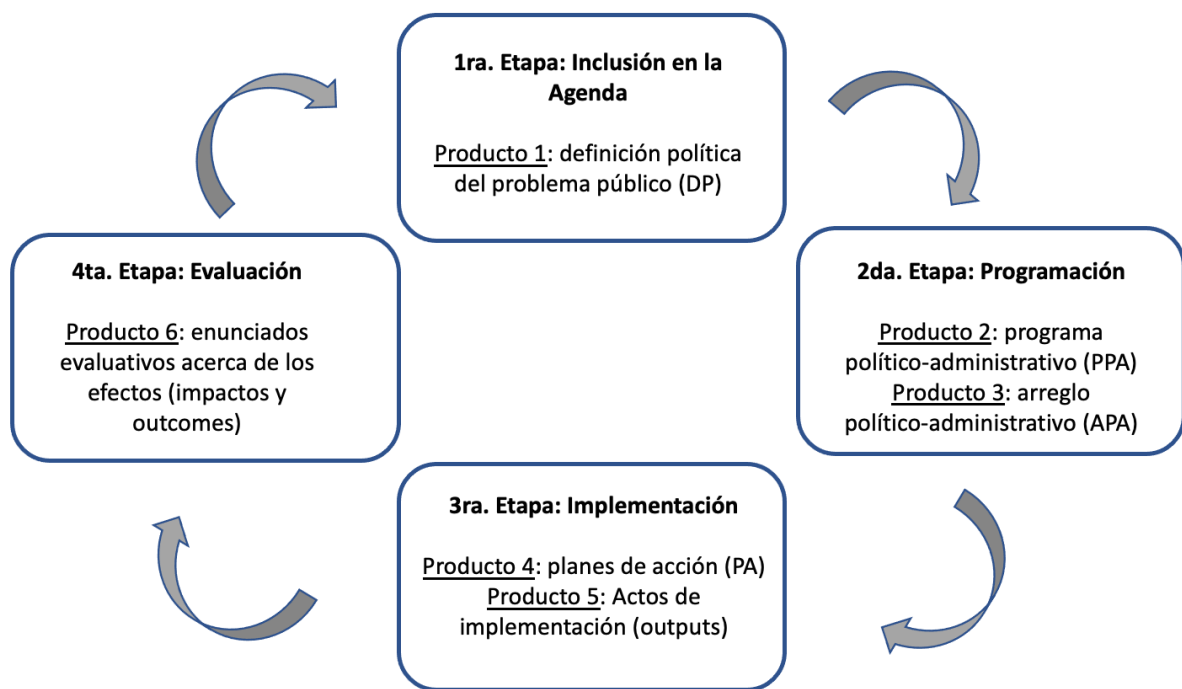 1ra. Etapa: Inclusión en la
Agenda
Producto 1: definición política
del problema público (DP)
2da. Etapa: Programación
Producto 2: programa
político-administrativo (PPA)
Producto 3: arreglo
político-administrativo (APA)
3ra. Etapa: Implementación
Producto 4: planes de acción (PA)
Producto 5: Actos de
implementación (outputs)
4ta. Etapa: Evaluación
Producto 6: enunciados
evaluativos acerca de los
efectos (impactos y
outcomes)